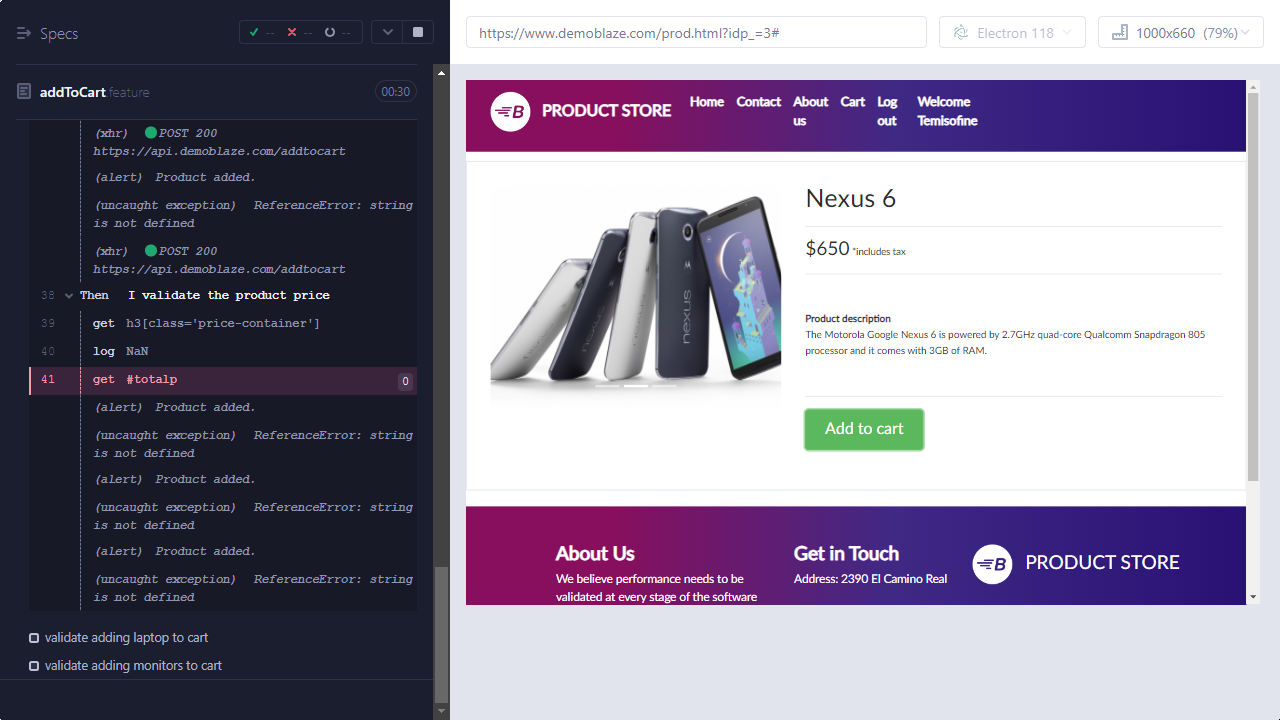 Specs
-- -- --
addToCart.feature 00:30
(xhr) POST 200
https://api.demoblaze.com/addtocart
(alert) Product added.
(uncaught exception) ReferenceError: string
is not defined
(xhr) POST 200
https://api.demoblaze.com/addtocart
38 Then I validate the product price
39 get h3[class='price-container']
40 log NaN
41 get #totalp 0
(alert) Product added.
(uncaught exception) ReferenceError: string
is not defined
(alert) Product added.
(uncaught exception) ReferenceError: string
is not defined
(alert) Product added.
(uncaught exception) ReferenceError: string
is not defined
validate adding laptop to cart
validate adding monitors to cart
https://www.demoblaze.com/prod.html?idp_=3#
Electron 118
1000x660 (79%)
B PRODUCT STORE
Home Contact About us Cart Log out Welcome Temisofine
nexus
Nexus 6
$650 *includes tax
Product description
The Motorola Google Nexus 6 is powered by 2.7GHz quad-core Qualcomm Snapdragon 805
processor and it comes with 3GB of RAM.
Add to cart
About Us
We believe performance needs to be
validated at every stage of the software
Get in Touch
Address: 2390 El Camino Real
B PRODUCT STORE